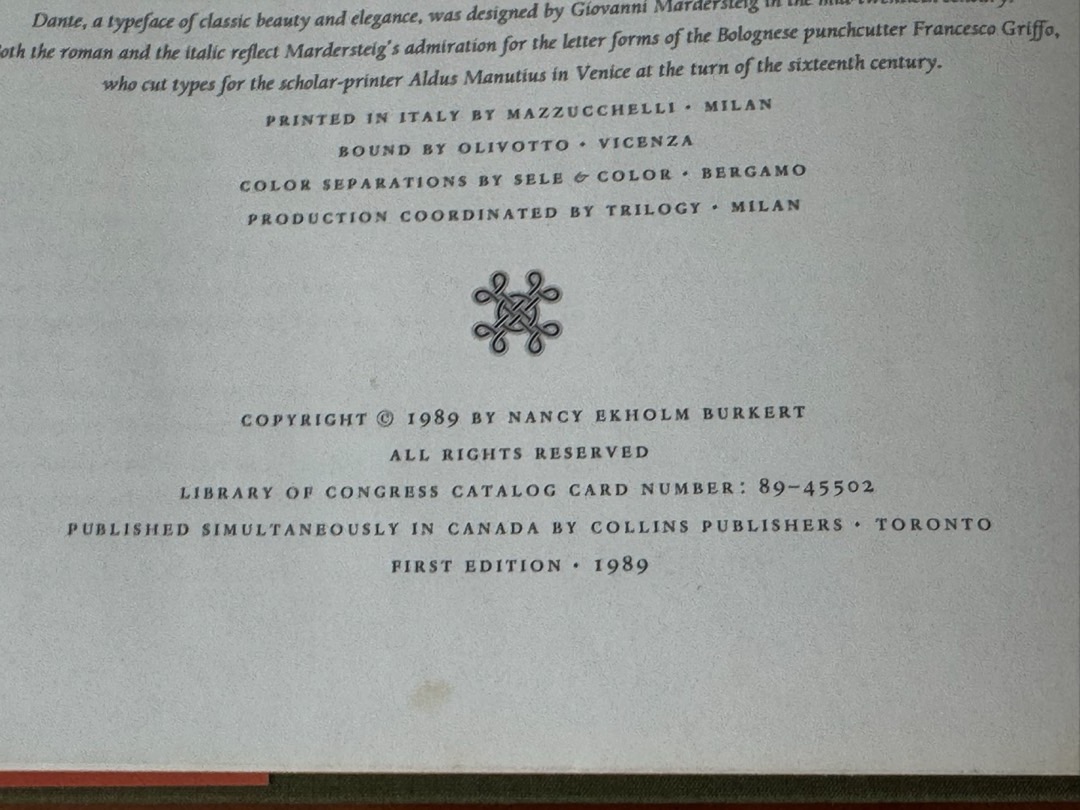 Dante, a typeface of classic beauty and elegance, was designed by Giovanni Mardersteig in the mid-twentieth century.
oth the roman and the italic reflect Mardersteig's admiration for the letter forms of the Bolognese punchcutter Francesco Griffo,
who cut types for the scholar-printer Aldus Manutius in Venice at the turn of the sixteenth century.
PRINTED IN ITALY BY MAZZUCCHELLI • MILAN
BOUND BY OLIVOTTO • VICENZA
COLOR SEPARATIONS BY SELE & COLOR • BERGAMO
PRODUCTION COORDINATED BY TRILOGY • MILAN
COPYRIGHT © 1989 BY NANCY EKHOLM BURKERT
ALL RIGHTS RESERVED
LIBRARY OF CONGRESS CATALOG CARD NUMBER: 89-45502
PUBLISHED SIMULTANEOUSLY IN CANADA BY COLLINS PUBLISHERS • TORONTO
FIRST EDITION • 1989